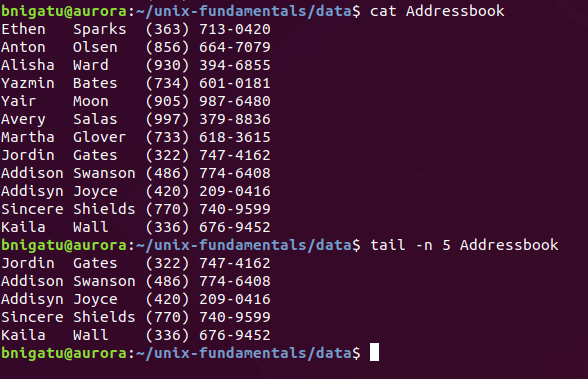 bnigatu@aurora:~/unix-fundamentals/data$ cat Addressbook
Ethen   Sparks  (363) 713-0420
Anton   Olsen   (856) 664-7079
Alisha  Ward    (930) 394-6855
Yazmin  Bates   (734) 601-0181
Yair    Moon    (905) 987-6480
Avery   Salas   (997) 379-8836
Martha  Glover  (733) 618-3615
Jordin  Gates   (322) 747-4162
Addison Swanson (486) 774-6408
Addisyn Joyce   (420) 209-0416
Sincere Shields (770) 740-9599
Kaila   Wall    (336) 676-9452
bnigatu@aurora:~/unix-fundamentals/data$ tail -n 5 Addressbook
Jordin  Gates   (322) 747-4162
Addison Swanson (486) 774-6408
Addisyn Joyce   (420) 209-0416
Sincere Shields (770) 740-9599
Kaila   Wall    (336) 676-9452
bnigatu@aurora:~/unix-fundamentals/data$